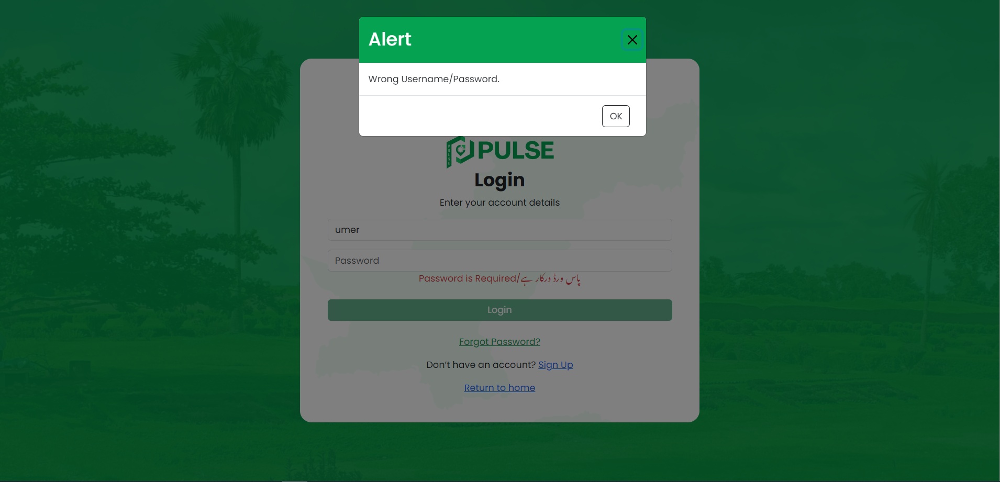 Alert
Wrong Username/Password.
OK
PULSE
PULSE
Login
Enter your account details
umer
Password
Password is Required/پاس ورڈ درکار ہے
Login
Forgot Password?
Don’t have an account? Sign Up
Return to home